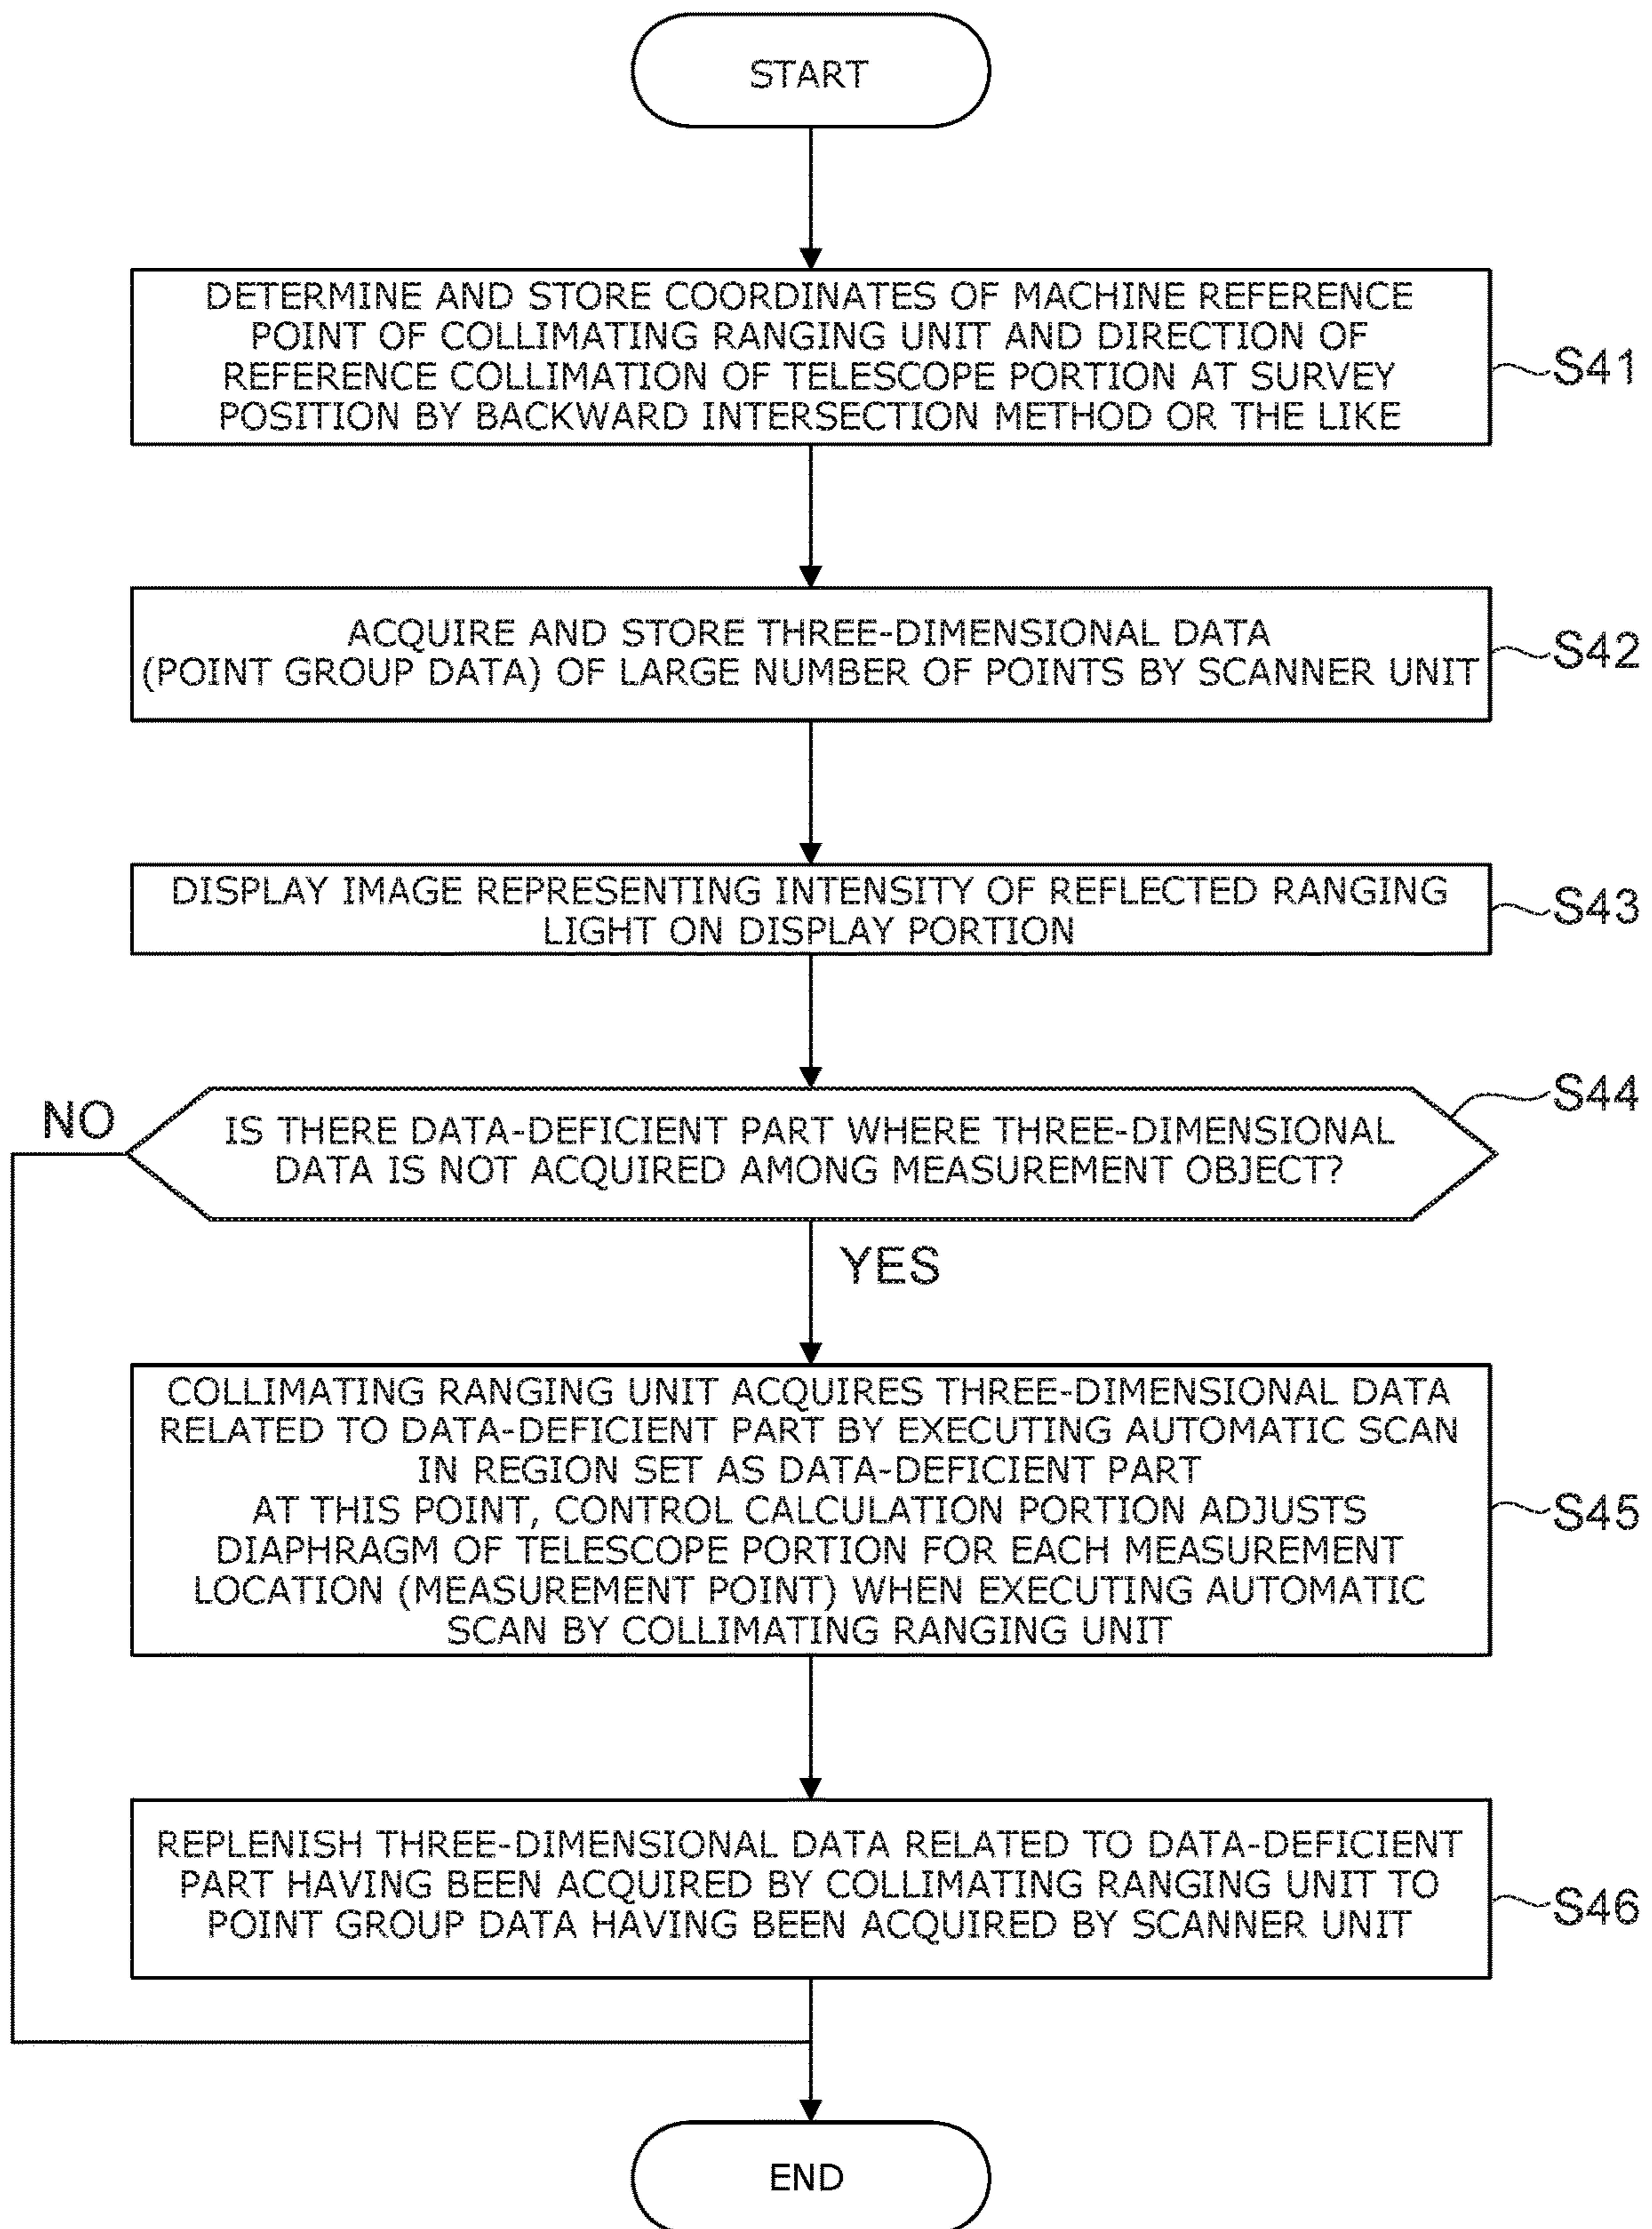 START
DETERMINE AND STORE COORDINATES OF MACHINE REFERENCE
POINT OF COLLIMATING RANGING UNIT AND DIRECTION OF
REFERENCE COLLIMATION OF TELESCOPE PORTION AT SURVEY
POSITION BY BACKWARD INTERSECTION METHOD OR THE LIKE
S41
ACQUIRE AND STORE THREE-DIMENSIONAL DATA
(POINT GROUP DATA) OF LARGE NUMBER OF POINTS BY SCANNER UNIT
S42
DISPLAY IMAGE REPRESENTING INTENSITY OF REFLECTED RANGING
LIGHT ON DISPLAY PORTION
S43
NO
IS THERE DATA-DEFICIENT PART WHERE THREE-DIMENSIONAL
DATA IS NOT ACQUIRED AMONG MEASUREMENT OBJECT?
S44
YES
COLLIMATING RANGING UNIT ACQUIRES THREE-DIMENSIONAL DATA
RELATED TO DATA-DEFICIENT PART BY EXECUTING AUTOMATIC SCAN
IN REGION SET AS DATA-DEFICIENT PART
AT THIS POINT, CONTROL CALCULATION PORTION ADJUSTS
DIAPHRAGM OF TELESCOPE PORTION FOR EACH MEASUREMENT
LOCATION (MEASUREMENT POINT) WHEN EXECUTING AUTOMATIC
SCAN BY COLLIMATING RANGING UNIT
S45
REPLENISH THREE-DIMENSIONAL DATA RELATED TO DATA-DEFICIENT
PART HAVING BEEN ACQUIRED BY COLLIMATING RANGING UNIT TO
POINT GROUP DATA HAVING BEEN ACQUIRED BY SCANNER UNIT
S46
END